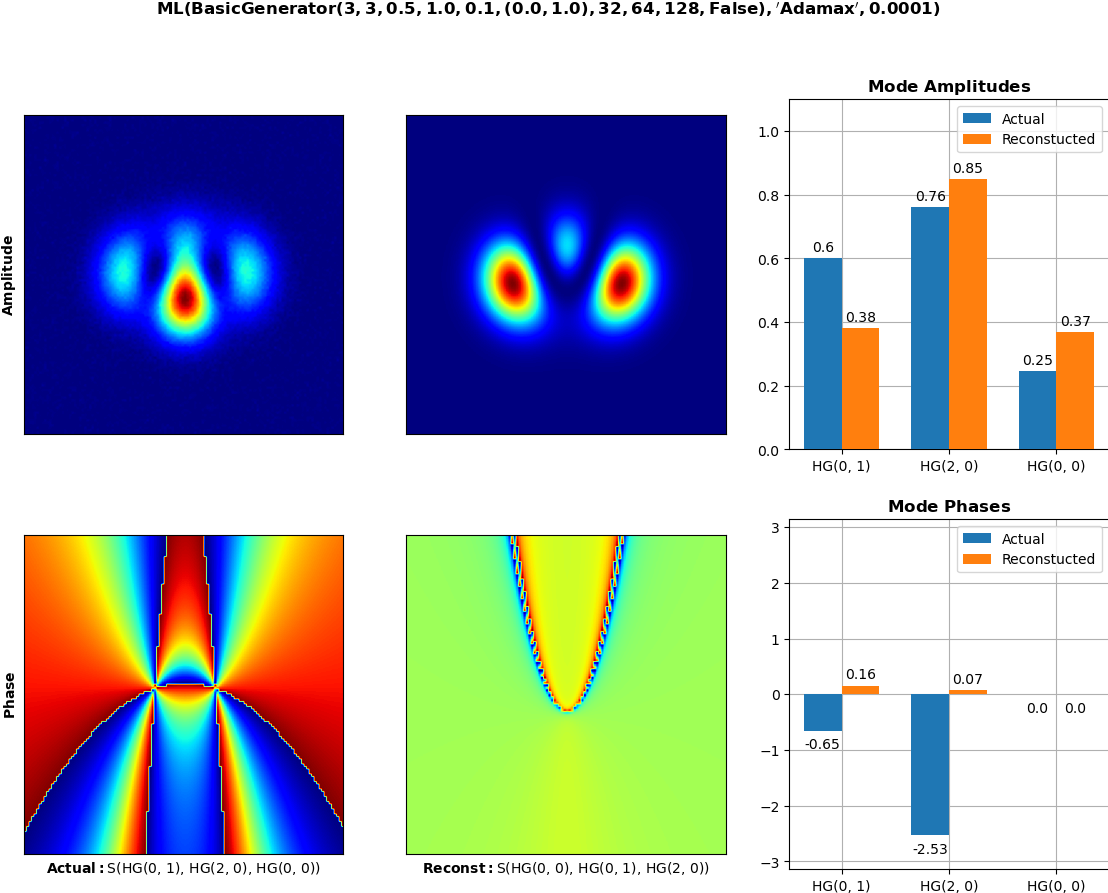 ML(BasicGenerator(3, 3, 0.5, 1.0, 0.1, (0.0, 1.0), 32, 64, 128, False), ′Adamax′, 0.0001)
Amplitude
Mode Amplitudes
Actual
Reconstucted
1.0
0.8
0.6
0.4
0.2
0.0
0.6
0.38
0.76
0.85
0.25
0.37
HG(0, 1)
HG(2, 0)
HG(0, 0)
Phase
Actual: S(HG(0, 1), HG(2, 0), HG(0, 0))
Reconst: S(HG(0, 0), HG(0, 1), HG(2, 0))
Mode Phases
Actual
Reconstucted
3
2
1
0
−1
−2
−3
-0.65
0.16
-2.53
0.07
0.0
0.0
HG(0, 1)
HG(2, 0)
HG(0, 0)